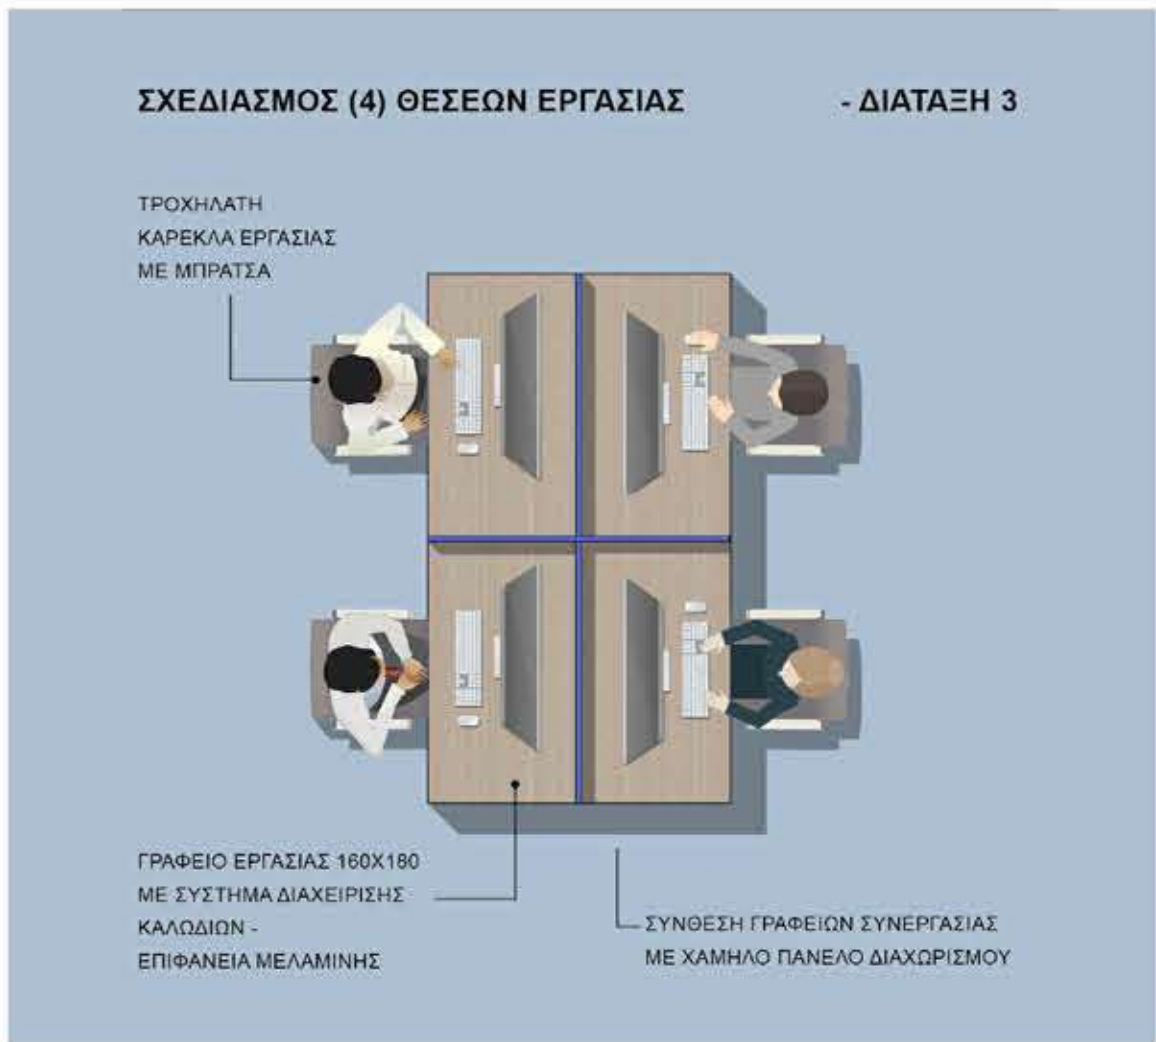 ΣΧΕΔΙΑΣΜΟΣ (4) ΘΕΣΕΩΝ ΕΡΓΑΣΙΑΣ - ΔΙΑΤΑΞΗ 3
ΤΡΟΧΗΛΑΤΗ
ΚΑΡΕΚΛΑ ΕΡΓΑΣΙΑΣ
ΜΕ ΜΠΡΑΤΣΑ
ΓΡΑΦΕΙΟ ΕΡΓΑΣΙΑΣ 160X180
ΜΕ ΣΥΣΤΗΜΑ ΔΙΑΧΕΙΡΙΣΗΣ
ΚΑΛΩΔΙΩΝ -
ΕΠΙΦΑΝΕΙΑ ΜΕΛΑΜΙΝΗΣ
ΣΥΝΘΕΣΗ ΓΡΑΦΕΙΩΝ ΣΥΝΕΡΓΑΣΙΑΣ
ΜΕ ΧΑΜΗΛΟ ΠΑΝΕΛΟ ΔΙΑΧΩΡΙΣΜΟΥ